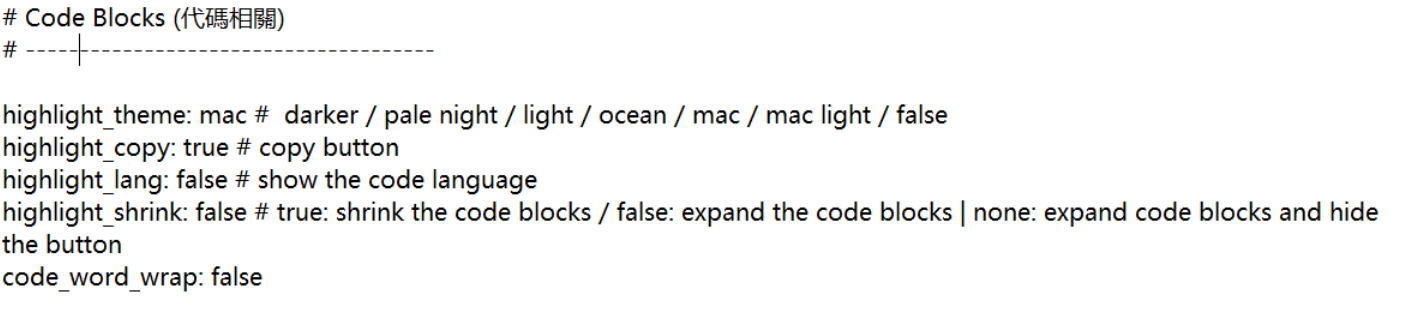 # Code Blocks (代碼相關)
# --------------------------------------

highlight_theme: mac #  darker / pale night / light / ocean / mac / mac light / false
highlight_copy: true # copy button
highlight_lang: false # show the code language
highlight_shrink: false # true: shrink the code blocks / false: expand the code blocks | none: expand code blocks and hide
the button
code_word_wrap: false